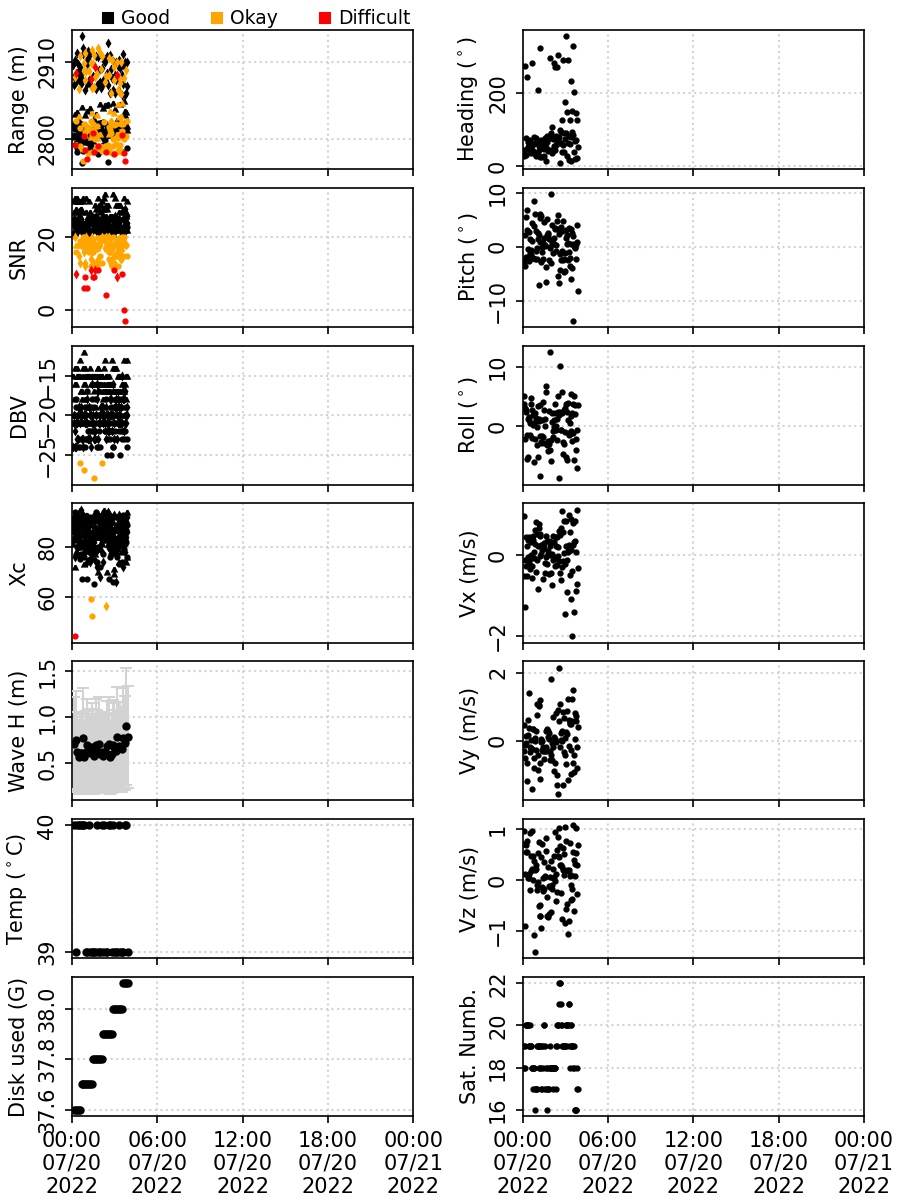 Good Okay Difficult
Range (m)
2910
2800
Heading (°)
200
0
SNR
20
0
Pitch (°)
10
0
−10
DBV
−15
−20
−25
Roll (°)
10
0
Xc
80
60
Vx (m/s)
0
−2
Wave H (m)
1.5
1.0
0.5
Vy (m/s)
2
0
Temp (°C)
40
39
Vz (m/s)
1
0
−1
Disk used (G)
38.0
37.8
37.6
Sat. Numb.
22
20
18
16
00:00 06:00 12:00 18:00 00:00
07/20 07/20 07/20 07/20 07/21
2022 2022 2022 2022 2022
00:00 06:00 12:00 18:00 00:00
07/20 07/20 07/20 07/20 07/21
2022 2022 2022 2022 2022